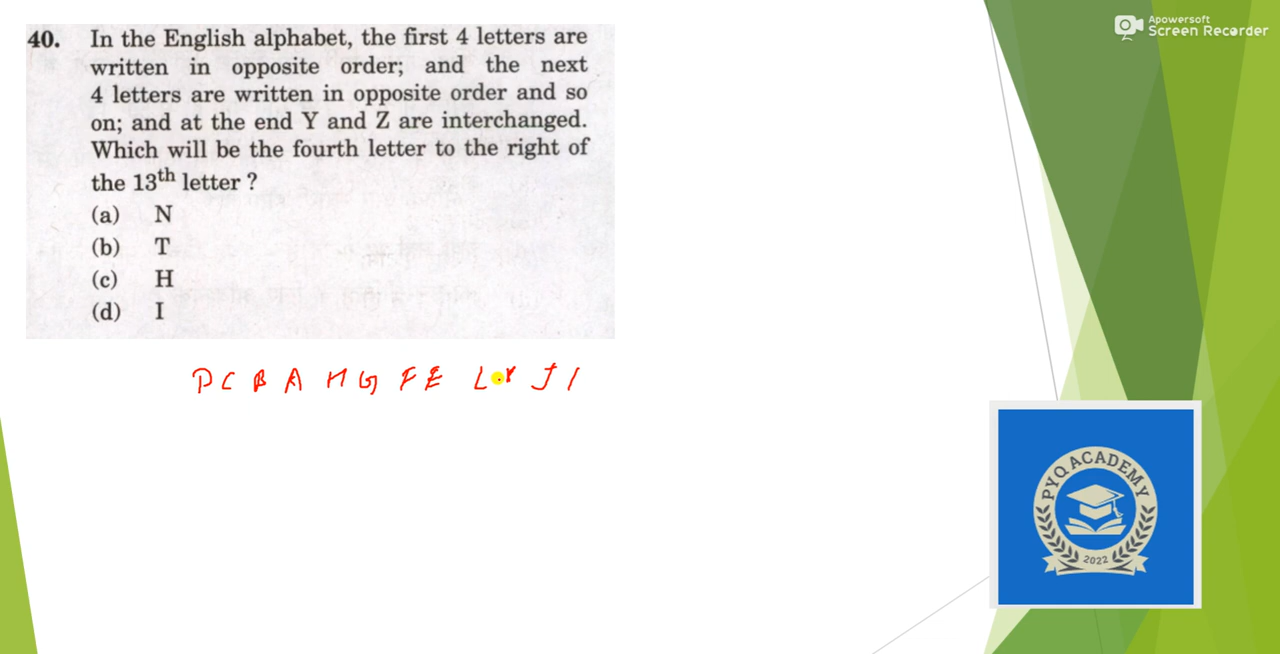 Apowersoft
Screen Recorder
40. In the English alphabet, the first 4 letters are
written in opposite order; and the next
4 letters are written in opposite order and so
on; and at the end Y and Z are interchanged.
Which will be the fourth letter to the right of
the 13th letter ?
(a) N
(b) T
(c) H
(d) I
D C B A H G F E L K J I
PYQ ACADEMY
2022